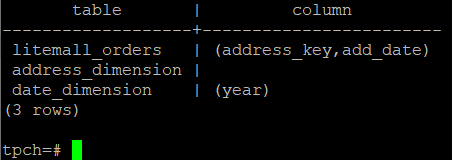 table | column
-------------------+-------------------------
litemall_orders | (address_key,add_date)
address_dimension |
date_dimension | (year)
(3 rows)
tpch=#